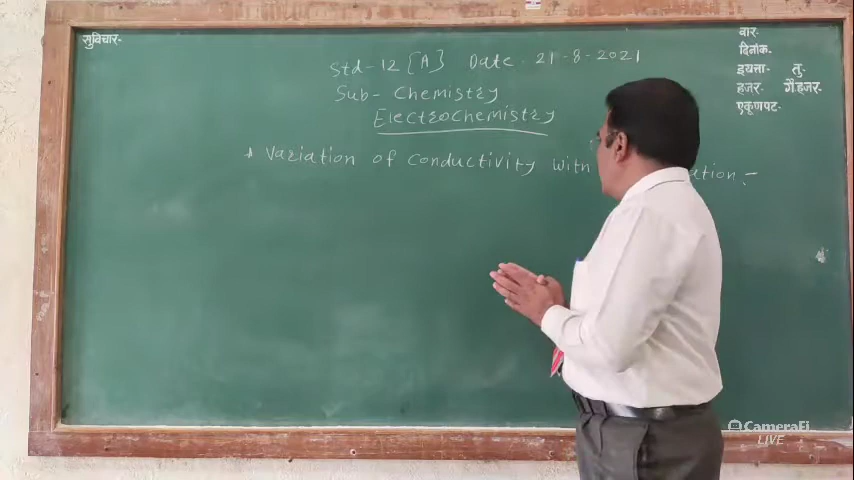 सुविचार-
Std-12 [A] Date. 21-8-2021
Sub- Chemistry
Electrochemistry
* Variation of conductivity with ation:-
वार-
दिनांक-
इयत्ता- तु-
हजर- गैरहजर-
एकूणपट-
CameraFi
LIVE